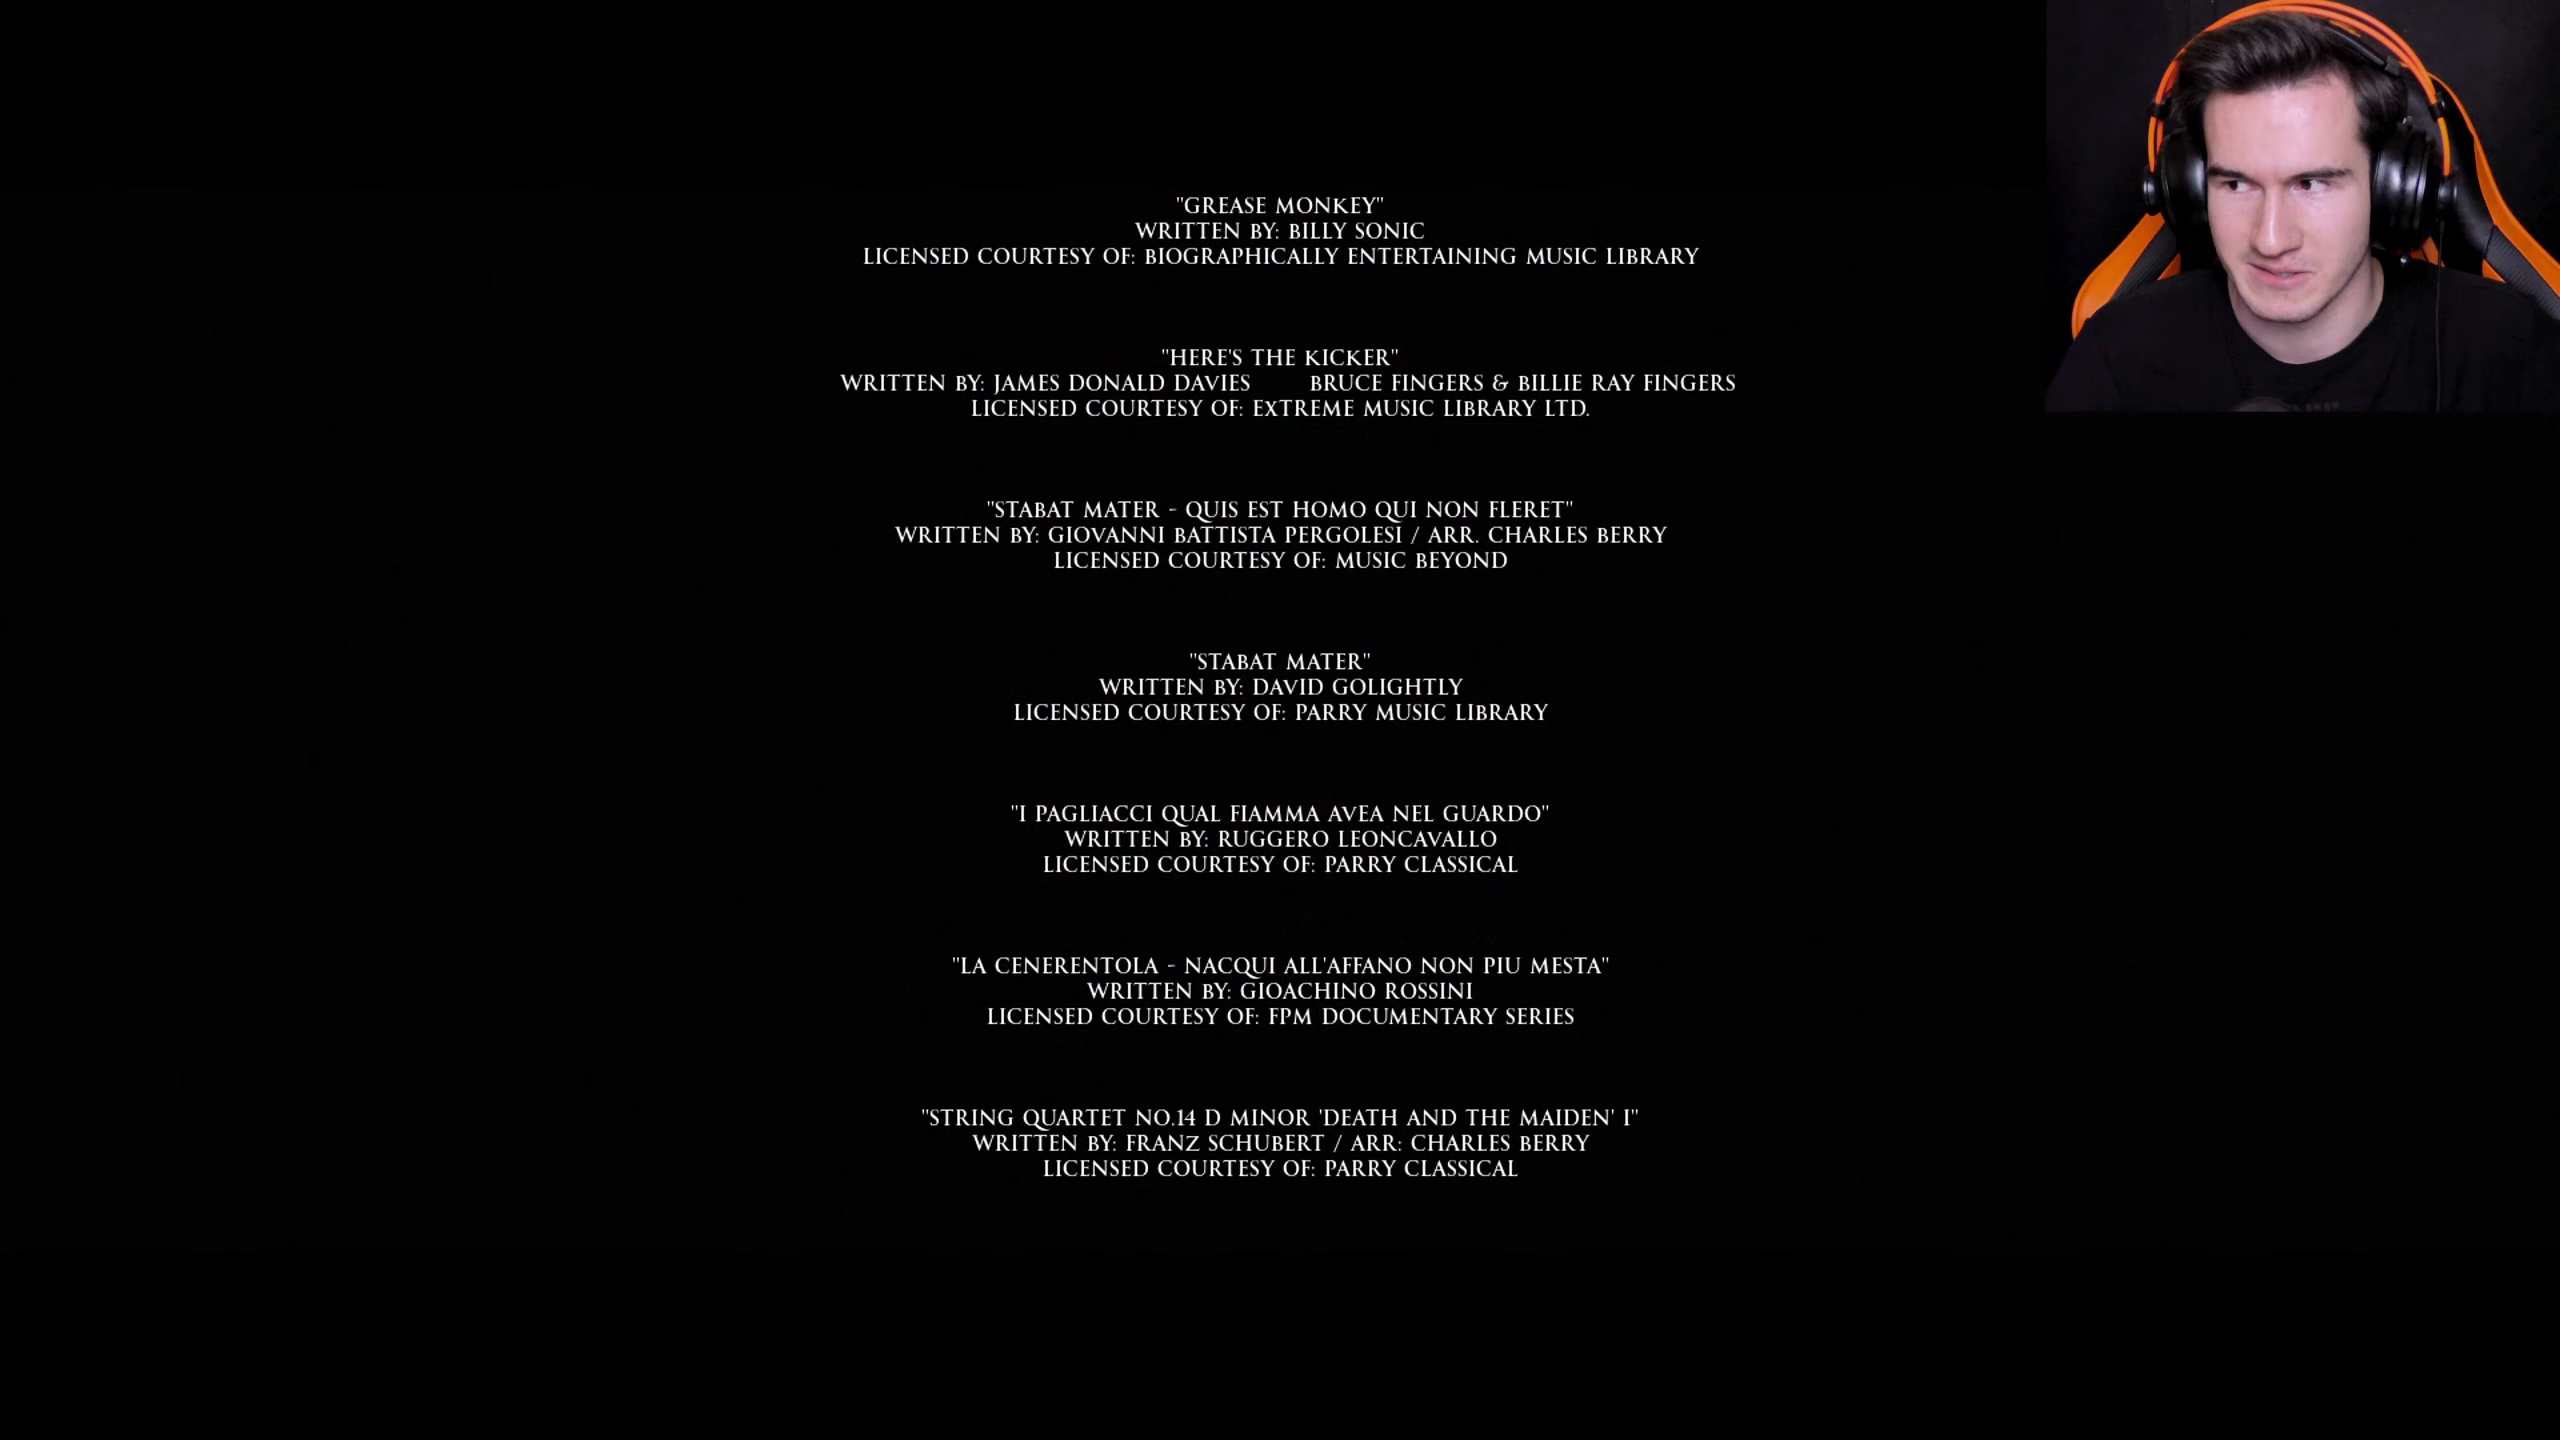 "GREASE MONKEY"
WRITTEN BY: BILLY SONIC
LICENSED COURTESY OF: BIOGRAPHICALLY ENTERTAINING MUSIC LIBRARY
"HERE'S THE KICKER"
WRITTEN BY: JAMES DONALD DAVIES BRUCE FINGERS & BILLIE RAY FINGERS
LICENSED COURTESY OF: EXTREME MUSIC LIBRARY LTD.
"STABAT MATER - QUIS EST HOMO QUI NON FLERET"
WRITTEN BY: GIOVANNI BATTISTA PERGOLESI / ARR. CHARLES BERRY
LICENSED COURTESY OF: MUSIC BEYOND
"STABAT MATER"
WRITTEN BY: DAVID GOLIGHTLY
LICENSED COURTESY OF: PARRY MUSIC LIBRARY
"I PAGLIACCI QUAL FIAMMA AVEA NEL GUARDO"
WRITTEN BY: RUGGERO LEONCAVALLO
LICENSED COURTESY OF: PARRY CLASSICAL
"LA CENERENTOLA - NACQUI ALL'AFFANO NON PIU MESTA"
WRITTEN BY: GIOACHINO ROSSINI
LICENSED COURTESY OF: FPM DOCUMENTARY SERIES
"STRING QUARTET NO.14 D MINOR 'DEATH AND THE MAIDEN' I"
WRITTEN BY: FRANZ SCHUBERT / ARR: CHARLES BERRY
LICENSED COURTESY OF: PARRY CLASSICAL